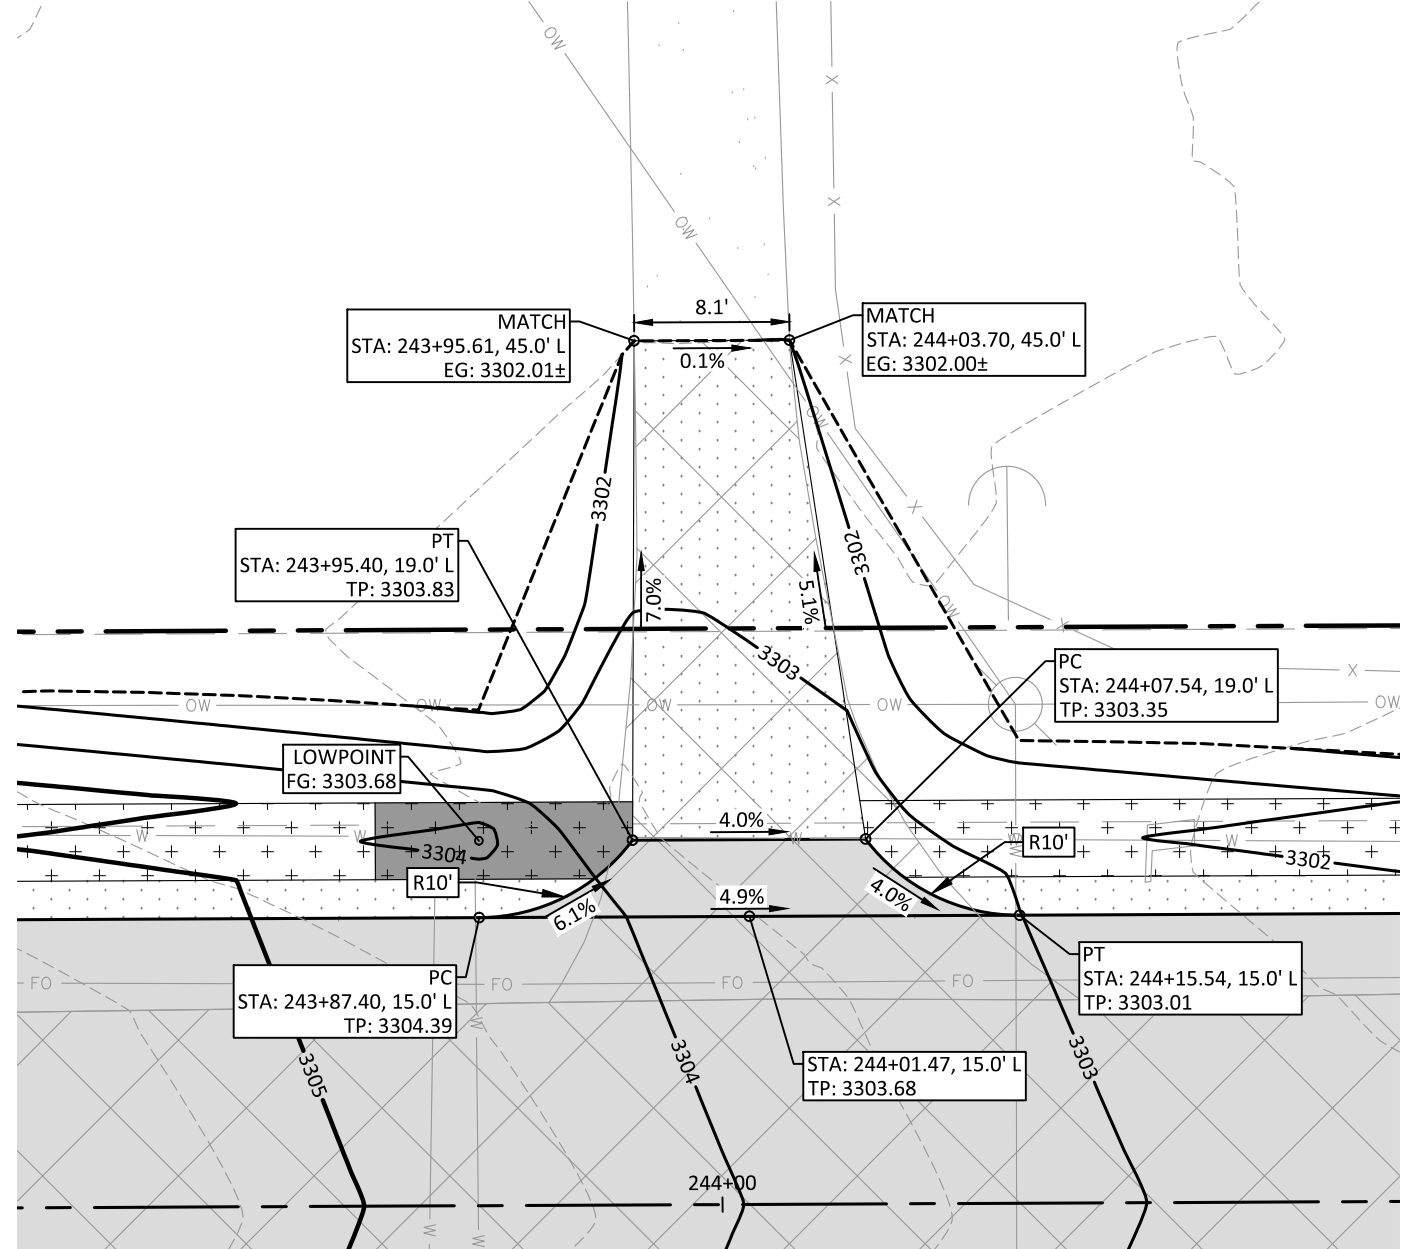 OW
X
OW
X
8.1'
MATCH
STA: 243+95.61, 45.0' L
EG: 3302.01±
MATCH
STA: 244+03.70, 45.0' L
EG: 3302.00±
0.1%
X
OW
3302
X
PT
STA: 243+95.40, 19.0' L
TP: 3303.83
3302
7.0%
5.1%
OW
X
3303
PC
STA: 244+07.54, 19.0' L
TP: 3303.35
X
OW
OW
OW
OW
OW
LOWPOINT
FG: 3303.68
4.0%
W
W
W
W
W
3304
R10'
R10'
3302
6.1%
4.9%
4.0%
PC
STA: 243+87.40, 15.0' L
TP: 3304.39
PT
STA: 244+15.54, 15.0' L
TP: 3303.01
FO
FO
FO
FO
W
3305
3304
3303
STA: 244+01.47, 15.0' L
TP: 3303.68
244+00
W
W